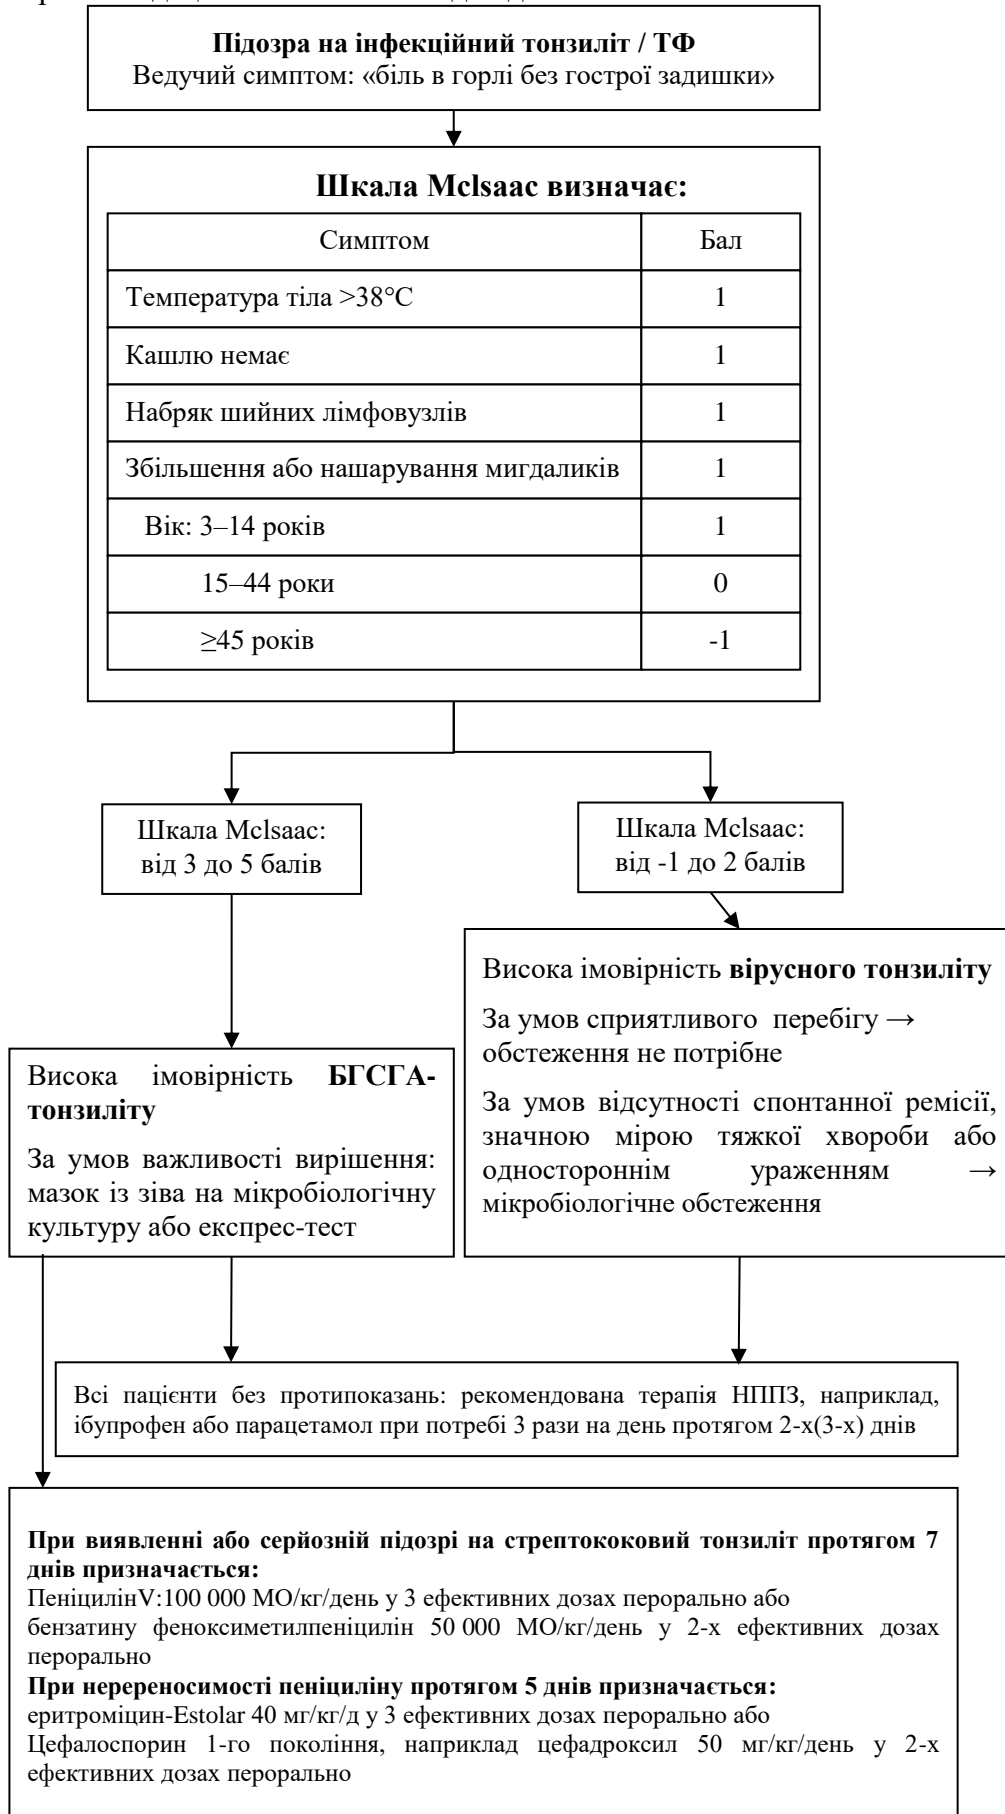 Підозра на інфекційний тонзиліт / ТФ
Ведучий симптом: «біль в горлі без гострої задишки»
Шкала Mclsaac визначає:
Симптом Бал
Температура тіла >38°С 1
Кашлю немає 1
Набряк шийних лімфовузлів 1
Збільшення або нашарування мигдаликів 1
Вік: 3–14 років 1
15–44 роки 0
≥45 років -1
Шкала Mclsaac:
від 3 до 5 балів
Шкала Mclsaac:
від -1 до 2 балів
Висока імовірність БГСГА-
тонзиліту
За умов важливості вирішення:
мазок із зіва на мікробіологічну
культуру або експрес-тест
Висока імовірність вірусного тонзиліту
За умов сприятливого перебігу →
обстеження не потрібне
За умов відсутності спонтанної ремісії,
значною мірою тяжкої хвороби або
одностороннім ураженням →
мікробіологічне обстеження
Всі пацієнти без протипоказань: рекомендована терапія НППЗ, наприклад,
ібупрофен або парацетамол при потребі 3 рази на день протягом 2-х(3-х) днів
При виявленні або серйозній підозрі на стрептококовий тонзиліт протягом 7
днів призначається:
ПеніцилінV:100 000 МО/кг/день у 3 ефективних дозах перорально або
бензатину феноксиметилпеніцилін 50 000 МО/кг/день у 2-х ефективних дозах
перорально
При неререносимості пеніциліну протягом 5 днів призначається:
еритроміцин-Estolar 40 мг/кг/д у 3 ефективних дозах перорально або
Цефалоспорин 1-го покоління, наприклад цефадроксил 50 мг/кг/день у 2-х
ефективних дозах перорально